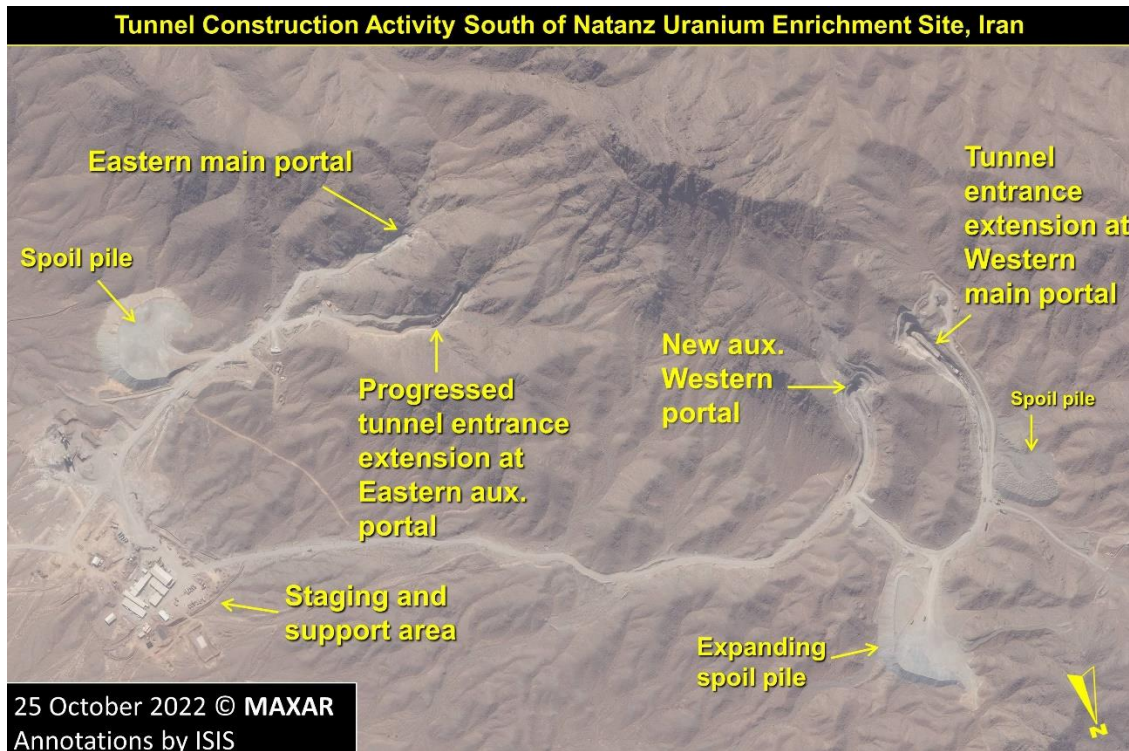 Tunnel Construction Activity South of Natanz Uranium Enrichment Site, Iran
Eastern main portal
Spoil pile
Tunnel
entrance
extension at
Western
main portal
New aux.
Western
portal
Spoil pile
Progressed
tunnel entrance
extension at
Eastern aux.
portal
Staging and
support area
Expanding
spoil pile
25 October 2022 © MAXAR
Annotations by ISIS
N